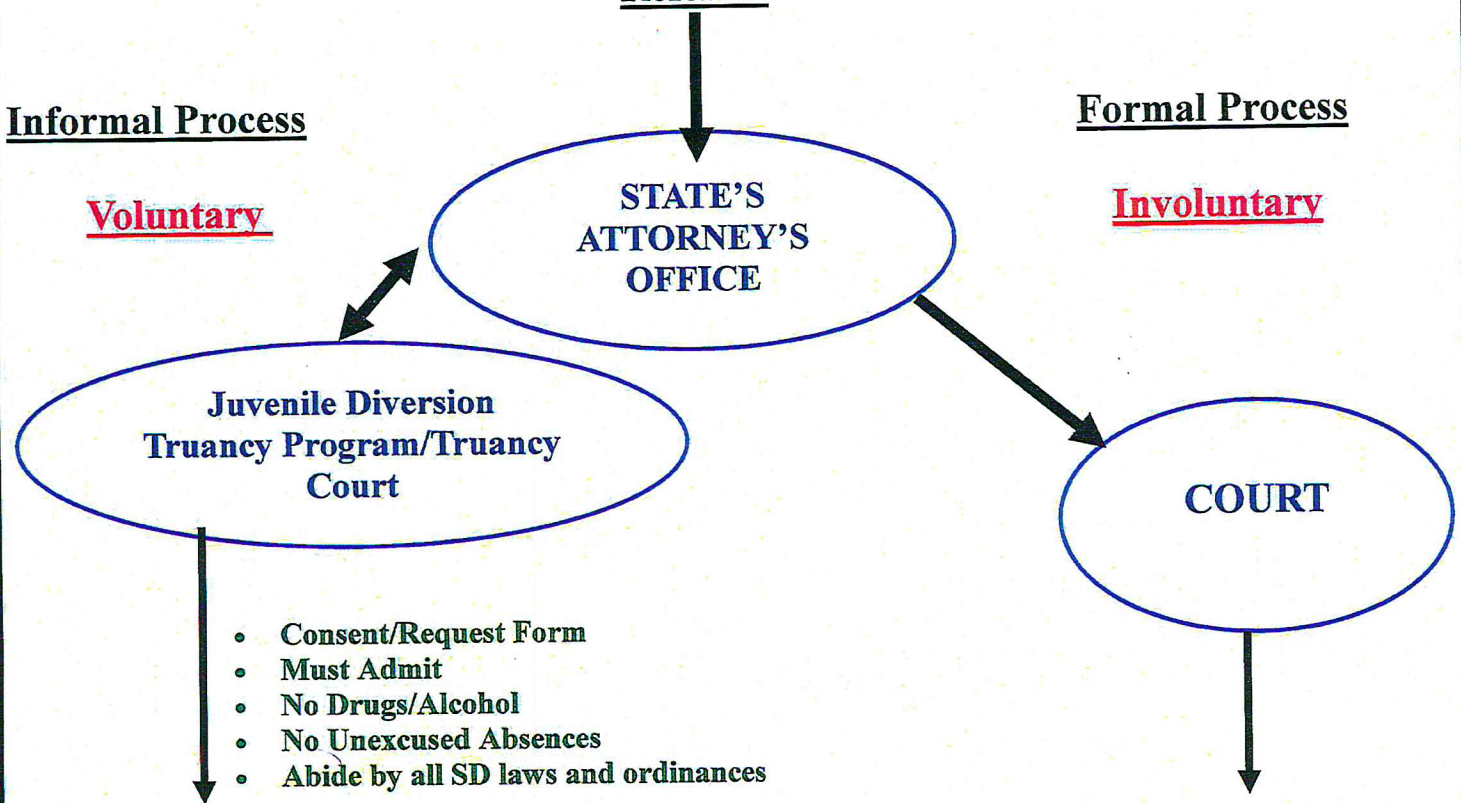 Informal Process
Formal Process
Voluntary
Involuntary
STATE'S
ATTORNEY'S
OFFICE
Juvenile Diversion
Truancy Program/Truancy
Court
COURT
• Consent/Request Form
• Must Admit
• No Drugs/Alcohol
• No Unexcused Absences
• Abide by all SD laws and ordinances